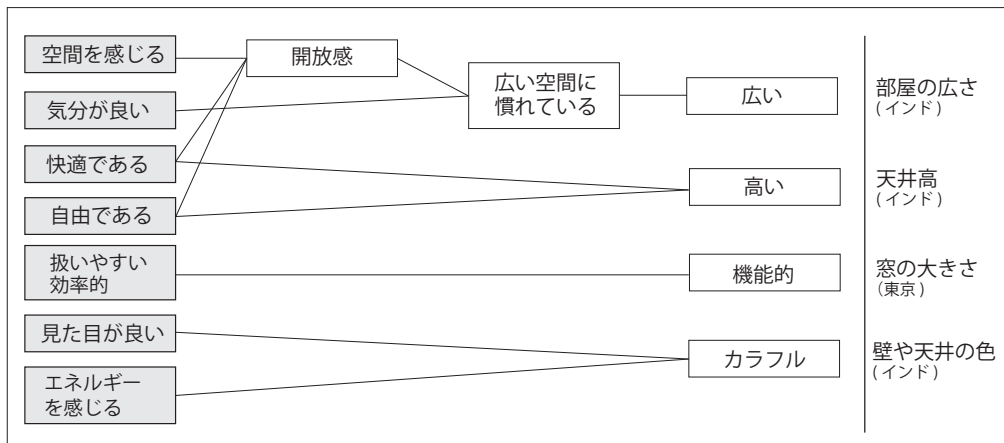 空間を感じる
開放感
気分が良い
広い空間に
慣れている
広い
部屋の広さ
(インド)
快適である
自由である
高い
天井高
(インド)
扱いやすい
効率的
機能的
窓の大きさ
(東京)
見た目が良い
エネルギー
を感じる
カラフル
壁や天井の色
(インド)